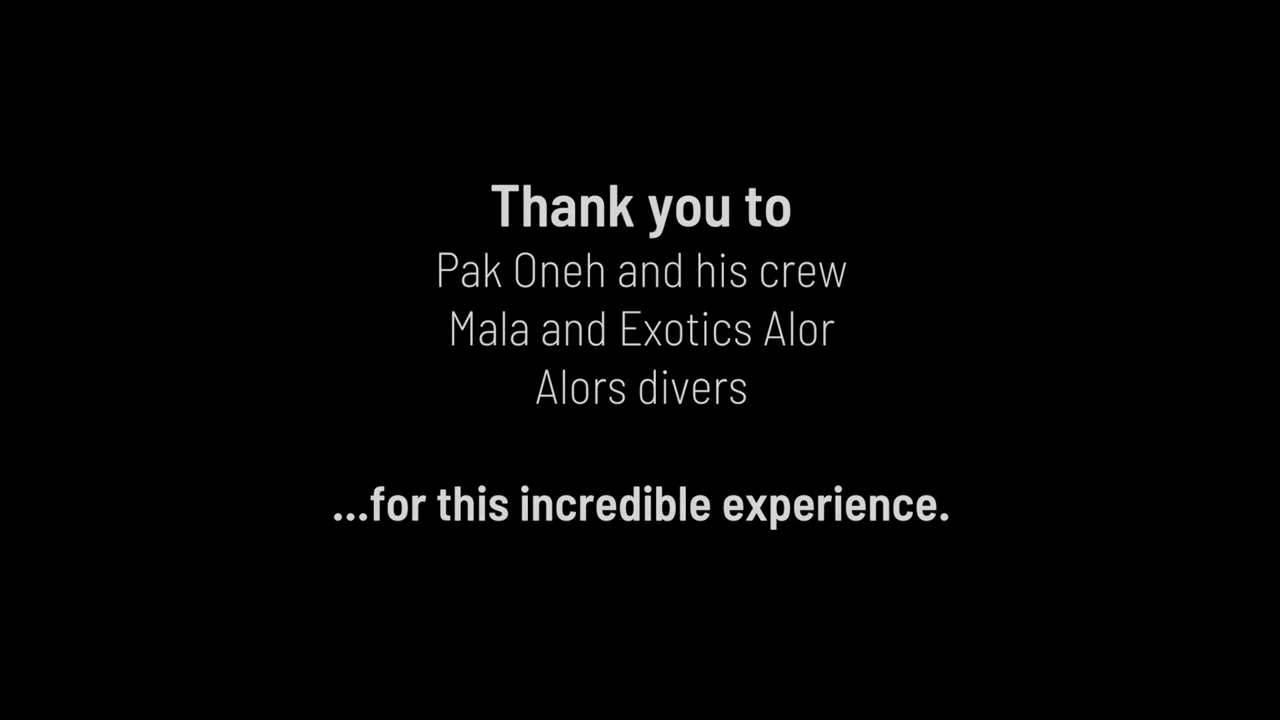 Thank you to
Pak Oneh and his crew
Mala and Exotics Alor
Alors divers
...for this incredible experience.